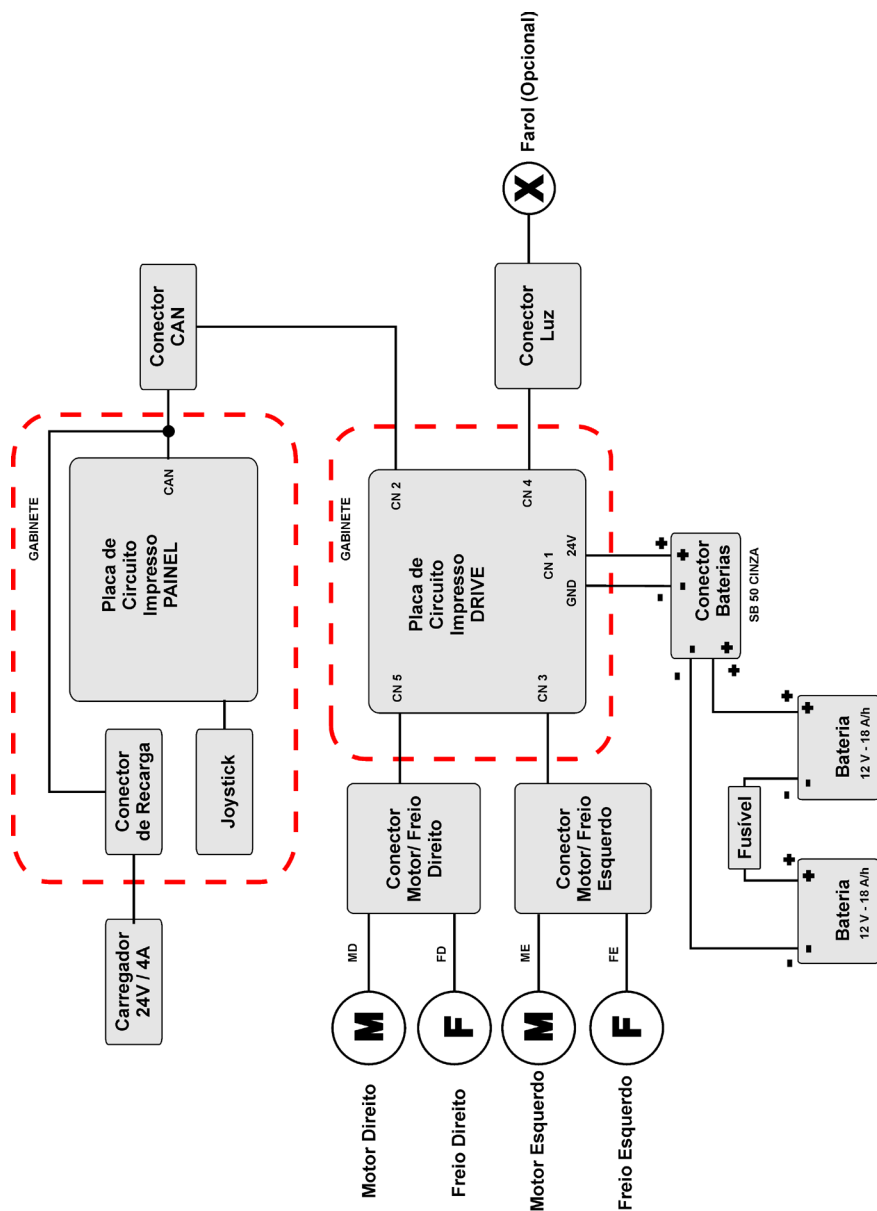 Carregador
24V / 4A
Conector
de Recarga
Joystick
GABINETE
Placa de
Circuito
Impresso
PAINEL
CAN
Conector
CAN
Motor Direito
M
MD
Freio Direito
F
FD
Motor Esquerdo
M
ME
Freio Esquerdo
F
FE
Conector
Motor/ Freio
Direito
Conector
Motor/ Freio
Esquerdo
GABINETE
CN 5
CN 2
Placa de
Circuito
Impresso
DRIVE
CN 3
CN 4
CN 1
GND
24V
Conector
Luz
X
Farol (Opcional)
- +
- +
Conector
Baterias
- +
- +
SB 50 CINZA
Fusível
- +
- +
Bateria
12 V - 18 A/h
- +
- +
Bateria
12 V - 18 A/h